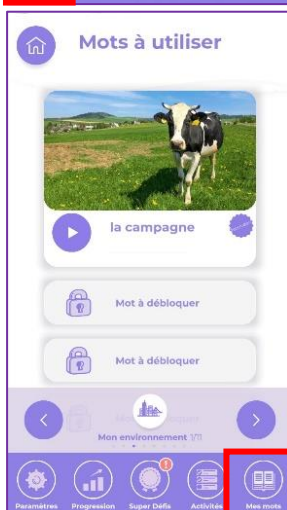 Mots à utiliser
la campagne
Mot à débloquer
Mot à débloquer
Mon environnement 1/11
Paramètres Progression Super Défis Activités Mes mots